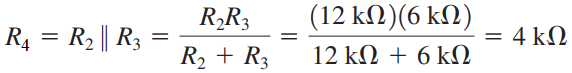 R₄ = R₂ ∥ R₃ = R₂R₃ / (R₂ + R₃) = (12 kΩ)(6 kΩ) / (12 kΩ + 6 kΩ) = 4 kΩ